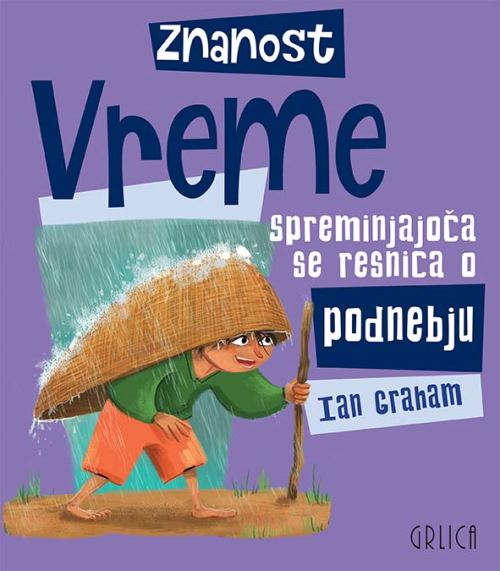 Znanost
Vreme
spreminjajoča
se resnica o
podnebju
Ian Graham
GRLICA